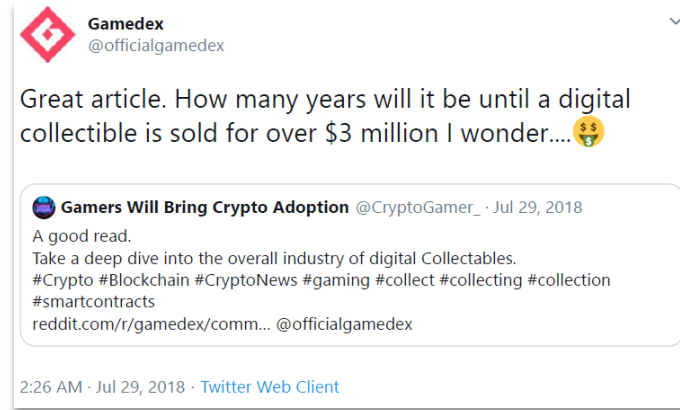 Gamedex
@officialgamedex
Great article. How many years will it be until a digital
collectible is sold for over $3 million I wonder....🤑
Gamers Will Bring Crypto Adoption @CryptoGamer_ · Jul 29, 2018
A good read.
Take a deep dive into the overall industry of digital Collectables.
#Crypto #Blockchain #CryptoNews #gaming #collect #collecting #collection
#smartcontracts
reddit.com/r/gamedex/comm... @officialgamedex
2:26 AM · Jul 29, 2018 · Twitter Web Client